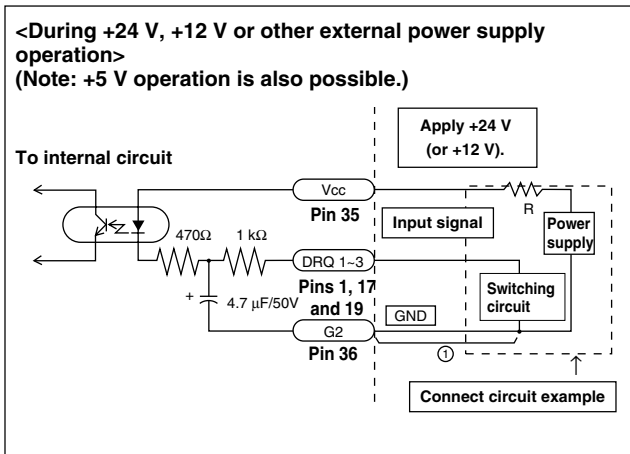 <During +24 V, +12 V or other external power supply
operation>
(Note: +5 V operation is also possible.)
Apply +24 V
(or +12 V).
To internal circuit
Vcc
Pin 35
R
Input signal
Power
supply
470Ω
1 kΩ
DRQ 1~3
Pins 1, 17
and 19
Switching
circuit
+
4.7 µF/50V
GND
G2
Pin 36
①
Connect circuit example